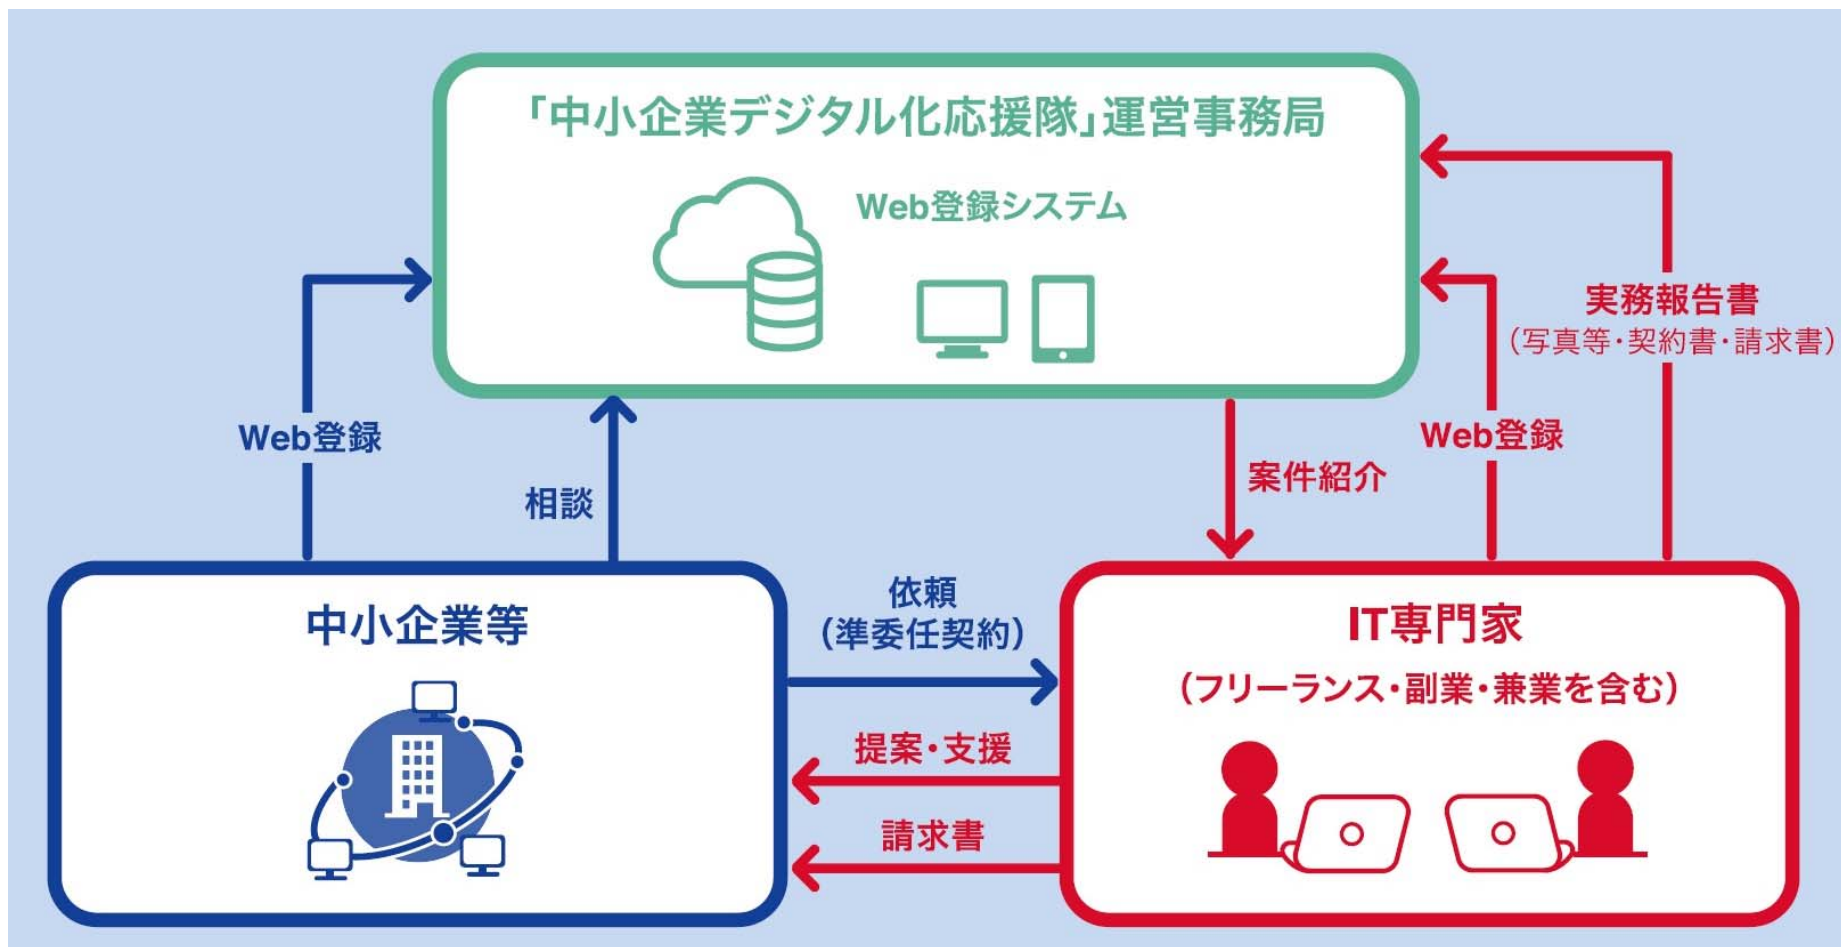 「中小企業デジタル化応援隊」運営事務局
Web登録システム
実務報告書
（写真等・契約書・請求書）
Web登録
Web登録
案件紹介
相談
依頼
（準委任契約）
中小企業等
IT専門家
（フリーランス・副業・兼業を含む）
提案・支援
請求書